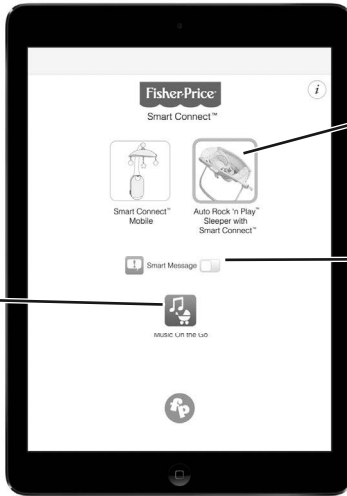 Fisher-Price®
i
Smart Connect™
Smart Connect™
Mobile
Auto Rock 'n Play™
Sleeper with
Smart Connect™
Smart Message
Music On the Go
fp